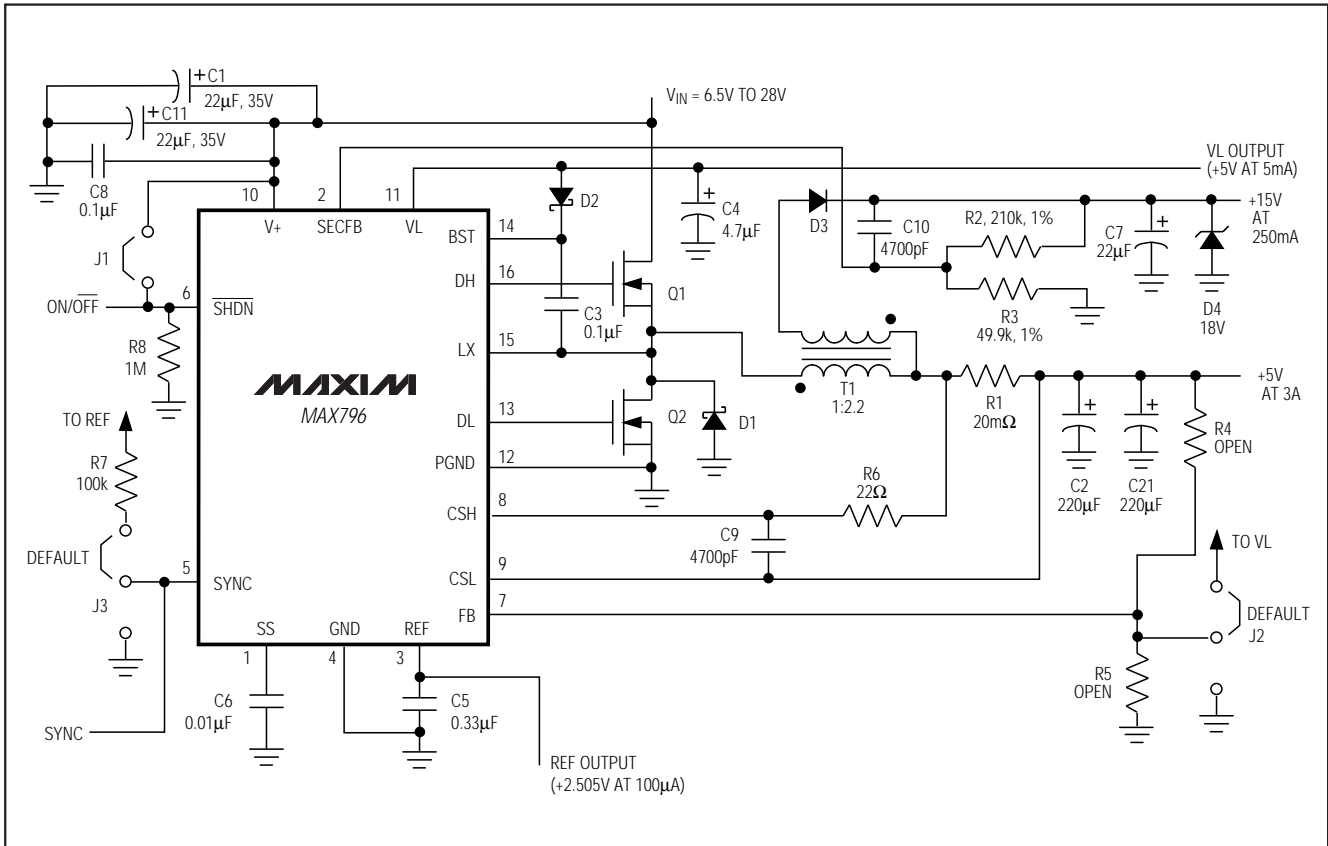 +C1
22µF, 35V
+C11
22µF, 35V
C8
0.1µF
VIN = 6.5V TO 28V
VL OUTPUT
(+5V AT 5mA)
10
2
11
V+
SECFB
VL
D2
+
C4
4.7µF
D3
C10
4700pF
R2, 210k, 1%
R3
49.9k, 1%
+
C7
22µF
D4
18V
+15V
AT
250mA
J1
ON/OFF
6
SHDN
R8
1M
14
BST
16
DH
Q1
C3
0.1µF
15
LX
MAXIM
MAX796
13
DL
Q2
D1
12
PGND
T1
1:2.2
R1
20mΩ
+5V
AT 3A
+
C2
220µF
+
C21
220µF
R4
OPEN
TO REF
R7
100k
DEFAULT
5
SYNC
J3
8
CSH
R6
22Ω
C9
4700pF
9
CSL
7
FB
TO VL
DEFAULT
J2
R5
OPEN
SS
GND
REF
1
4
3
C6
0.01µF
C5
0.33µF
SYNC
REF OUTPUT
(+2.505V AT 100µA)